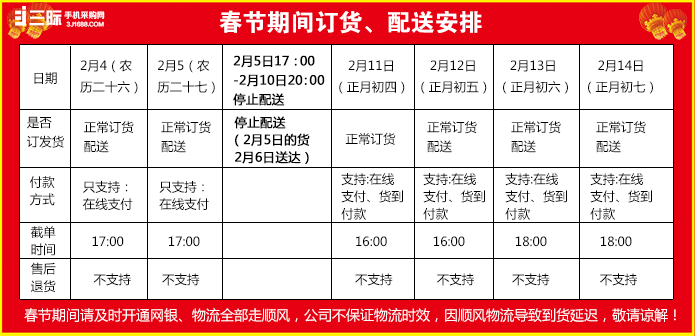 三际 手机采购网
3J1688.COM
春节期间订货、配送安排
日期
2月4(农
历二十六)
2月5(农
历二十七)
2月5日17:00
-2月10日20:00
停止配送
2月11日
(正月初四)
2月12日
(正月初五)
2月13日
(正月初六)
2月14日
(正月初七)
是否
订发货
正常订货
配送
正常订货
配送
停止配送
(2月5日的货
2月6日送达)
正常订货
正常订货
配送
正常订货
配送
正常订货
配送
付款
方式
只支持:
在线支付
只支持:
在线支付
支持:在线
支付、货到
付款
支持:在线
支付、货到
付款
支持:在线
支付、货到
付款
支持:在线
支付、货到
付款
截单
时间
17:00
17:00
16:00
16:00
18:00
18:00
售后
退货
不支持
不支持
不支持
不支持
不支持
不支持
春节期间请及时开通网银、物流全部走顺风,公司不保证物流时效,因顺风物流导致到货延迟,敬请谅解!